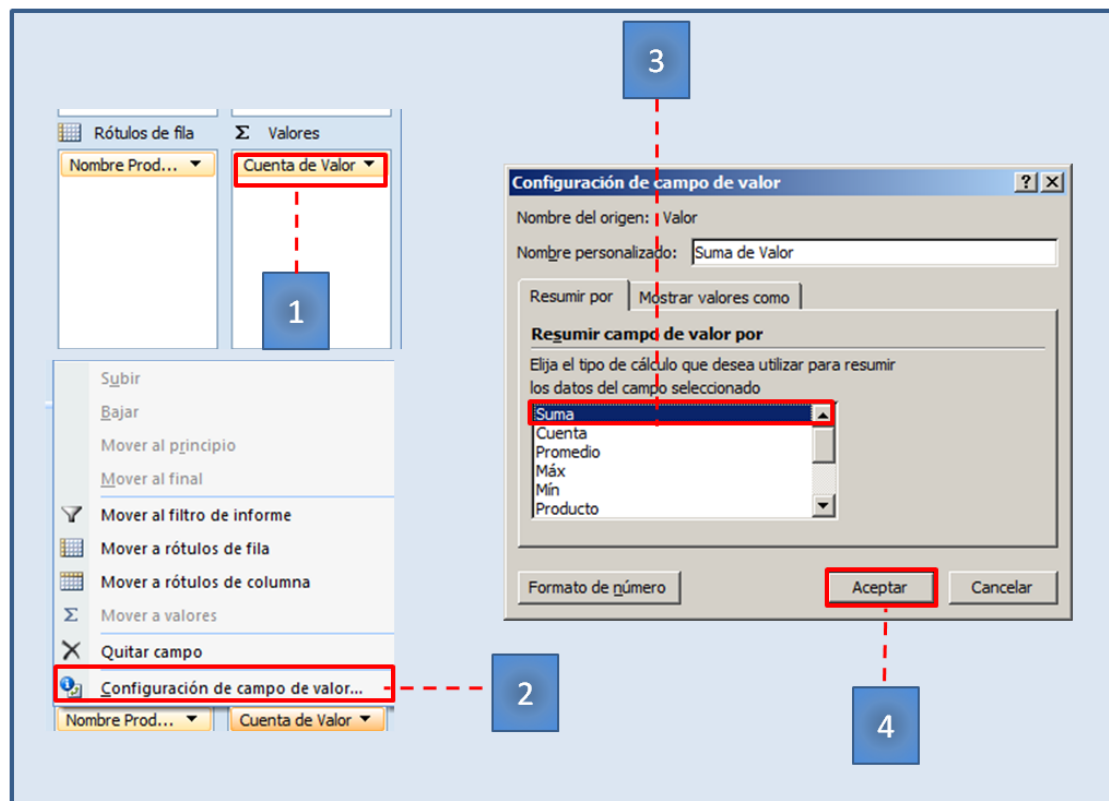 3
Rótulos de fila
Σ Valores
Nombre Prod...
Cuenta de Valor
1
Subir
Bajar
Mover al principio
Mover al final
Mover al filtro de informe
Mover a rótulos de fila
Mover a rótulos de columna
Σ Mover a valores
Quitar campo
Configuración de campo de valor...
2
Nombre Prod...
Cuenta de Valor
Configuración de campo de valor
Nombre del origen: Valor
Nombre personalizado: Suma de Valor
Resumir por
Mostrar valores como
Resumir campo de valor por
Elija el tipo de cálculo que desea utilizar para resumir
los datos del campo seleccionado
Suma
Cuenta
Promedio
Máx
Mín
Producto
Formato de número
Aceptar
Cancelar
4